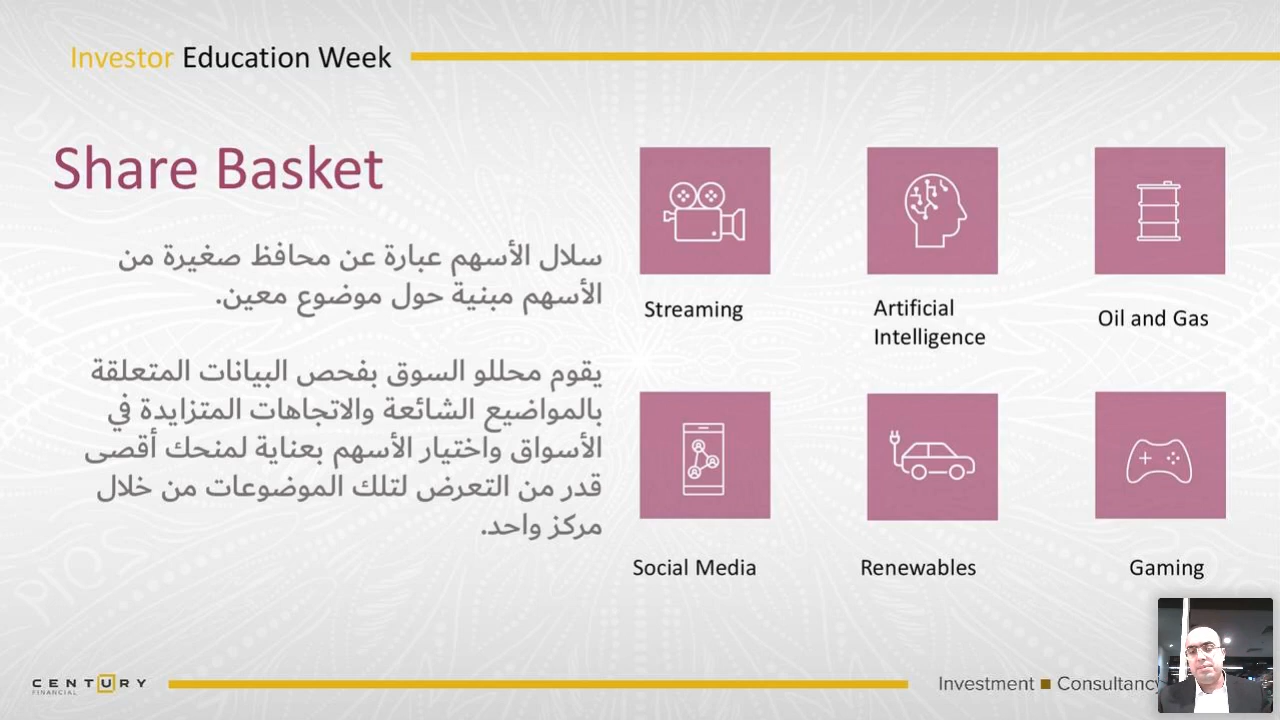 Investor Education Week
Share Basket
سلال الأسهم عبارة عن محافظ صغيرة من
الأسهم مبنية حول موضوع معين.
يقوم محللو السوق بفحص البيانات المتعلقة
بالمواضيع الشائعة والاتجاهات المتزايدة في
الأسواق واختيار الأسهم بعناية لمنحك أقصى
قدر من التعرض لتلك الموضوعات من خلال
مركز واحد.
Streaming
Artificial
Intelligence
Oil and Gas
Social Media
Renewables
Gaming
CENTURY
FINANCIAL
Investment ■ Consultancy